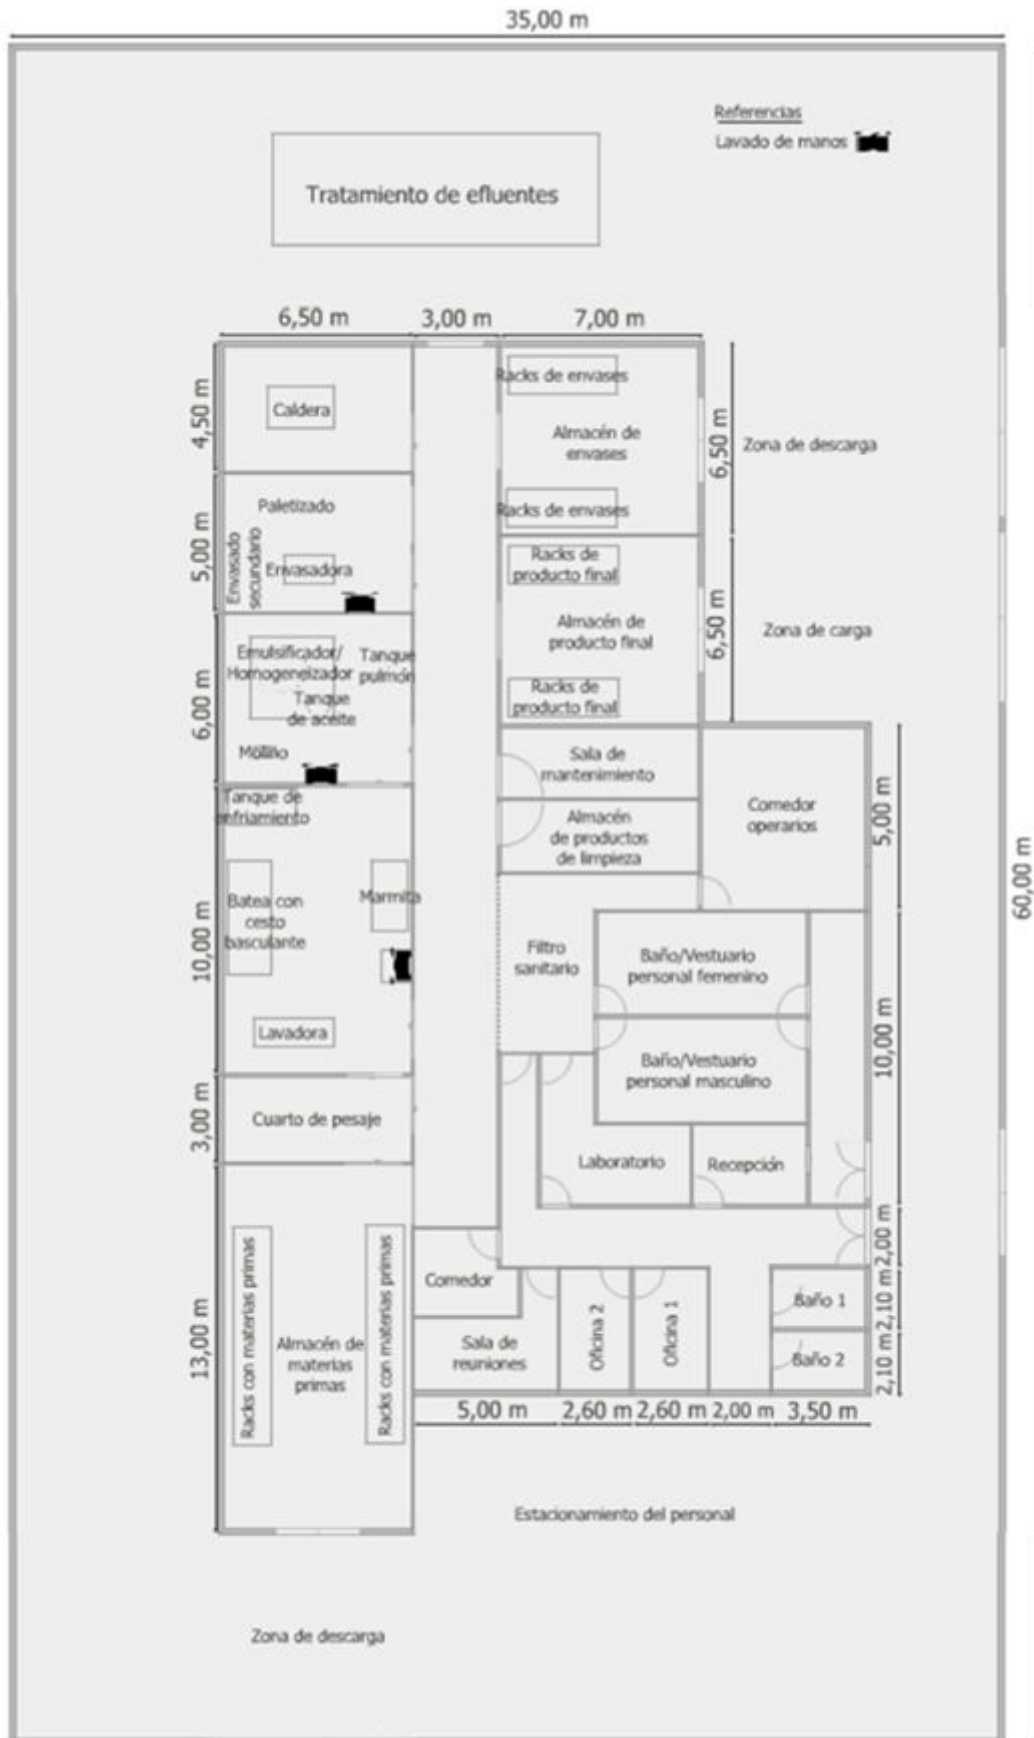 35,00 m
Referencias
Lavado de manos
Tratamiento de efluentes
6,50 m
3,00 m
7,00 m
4,50 m
Caldera
Racks de envases
Almacén de
envases
Racks de envases
6,50 m
Zona de descarga
5,00 m
Paletizado
Envasado
secundario
Envasadora
Racks de
producto final
Almacén de
producto final
Racks de
producto final
6,50 m
Zona de carga
6,00 m
Emulsificador/
Homogeneizador
Tanque
pulmón
Tanque
de aceite
Molino
Sala de
mantenimiento
Almacén
de productos
de limpieza
Comedor
operarios
5,00 m
60,00 m
10,00 m
Tanque de
enfriamiento
Batea con
cesto
basculante
Marmita
Lavadora
Filtro
sanitario
Baño/Vestuario
personal femenino
Baño/Vestuario
personal masculino
10,00 m
3,00 m
Cuarto de pesaje
Laboratorio
Recepción
2,00 m
13,00 m
Racks con materias primas
Almacén de
materias
primas
Racks con materias primas
Comedor
Sala de
reuniones
Oficina 2
Oficina 1
Baño 1
Baño 2
2,10 m
2,10 m
5,00 m
2,60 m
2,60 m
2,00 m
3,50 m
Estacionamiento del personal
Zona de descarga